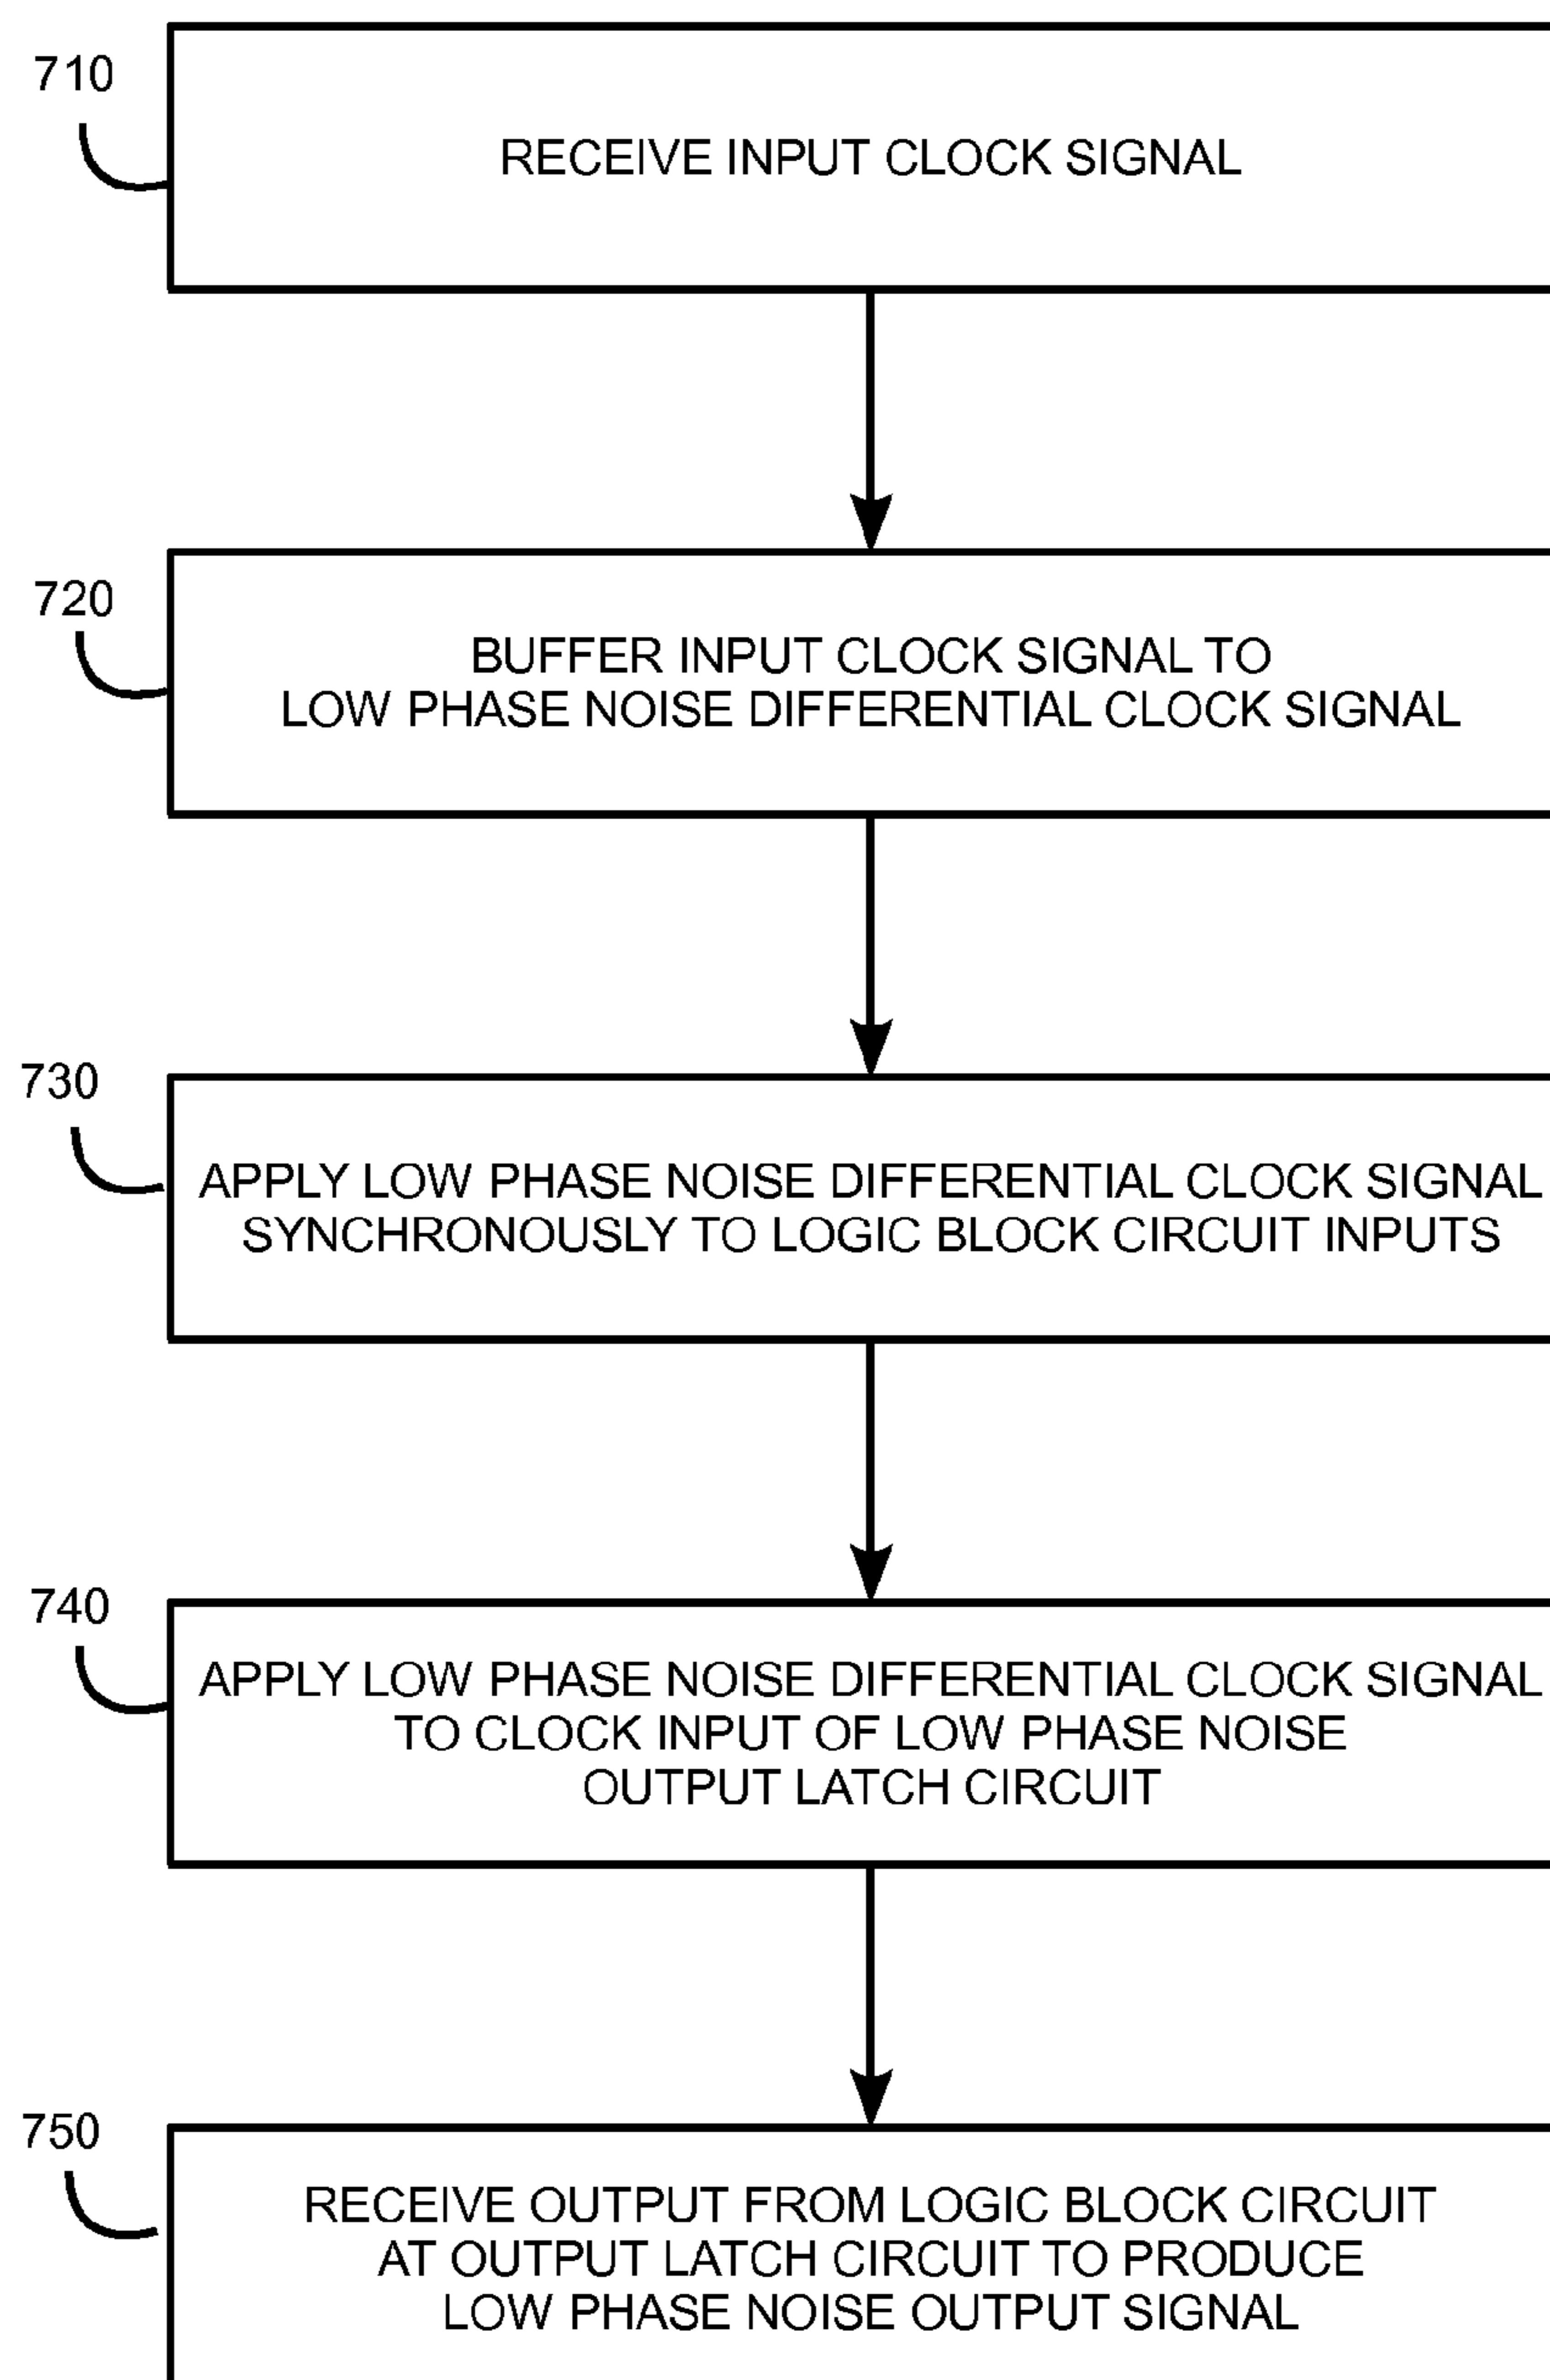 710
RECEIVE INPUT CLOCK SIGNAL
720
BUFFER INPUT CLOCK SIGNAL TO
LOW PHASE NOISE DIFFERENTIAL CLOCK SIGNAL
730
APPLY LOW PHASE NOISE DIFFERENTIAL CLOCK SIGNAL
SYNCHRONOUSLY TO LOGIC BLOCK CIRCUIT INPUTS
740
APPLY LOW PHASE NOISE DIFFERENTIAL CLOCK SIGNAL
TO CLOCK INPUT OF LOW PHASE NOISE
OUTPUT LATCH CIRCUIT
750
RECEIVE OUTPUT FROM LOGIC BLOCK CIRCUIT
AT OUTPUT LATCH CIRCUIT TO PRODUCE
LOW PHASE NOISE OUTPUT SIGNAL